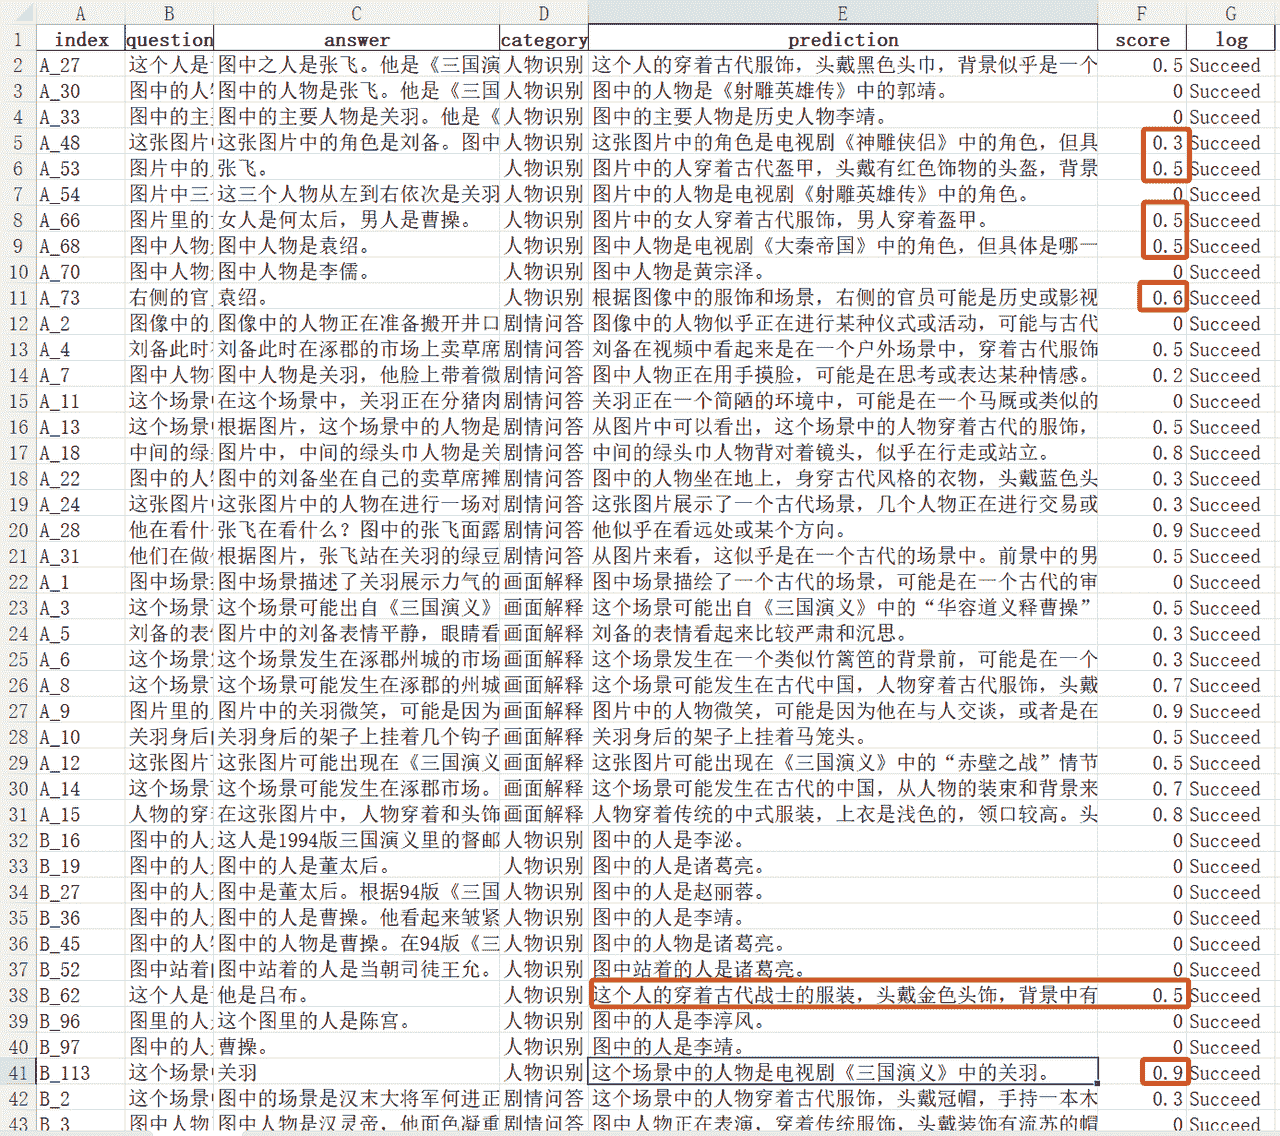 A B C D E F G
1 index question answer category prediction score log
2 A_27 这个人是 图中之人是张飞。他是《三国演 人物识别 这个人的穿着古代服饰，头戴黑色头巾，背景似乎是一个 0.5 Succeed
3 A_30 图中的人 图中的人物是张飞。他是《三国 人物识别 图中的人物是《射雕英雄传》中的郭靖。 0 Succeed
4 A_33 图中的主 图中的主要人物是关羽。他是《 人物识别 图中的主要人物是历史人物李靖。 0 Succeed
5 A_48 这张图片 这张图片中的角色是刘备。图中 人物识别 这张图片中的角色是电视剧《神雕侠侣》中的角色，但具 0.3 Succeed
6 A_53 图片中的 张飞。 人物识别 图片中的人穿着古代盔甲，头戴有红色饰物的头盔，背景 0.5 Succeed
7 A_54 图片中三 这三个人物从左到右依次是关羽 人物识别 图片中的人物是电视剧《射雕英雄传》中的角色。 0 Succeed
8 A_66 图片里的 女人是何太后，男人是曹操。 人物识别 图片中的女人穿着古代服饰，男人穿着盔甲。 0.5 Succeed
9 A_68 图中人物 图中人物是袁绍。 人物识别 图中人物是电视剧《大秦帝国》中的角色，但具体是哪一 0.5 Succeed
10 A_70 图中人物 图中人物是李儒。 人物识别 图中人物是黄宗泽。 0 Succeed
11 A_73 右侧的官 袁绍。 人物识别 根据图像中的服饰和场景，右侧的官员可能是历史或影视 0.6 Succeed
12 A_2 图像中的 图像中的人物正在准备搬开井口 剧情问答 图像中的人物似乎正在进行某种仪式或活动，可能与古代 0 Succeed
13 A_4 刘备此时 刘备此时在涿郡的市场上卖草席 剧情问答 刘备在视频中看起来是在一个户外场景中，穿着古代服饰 0.5 Succeed
14 A_7 图中人物 图中人物是关羽，他脸上带着微 剧情问答 图中人物正在用手摸脸，可能是在思考或表达某种情感。 0.2 Succeed
15 A_11 这个场景 在这个场景中，关羽正在分猪肉 剧情问答 关羽正在一个简陋的环境中，可能是在一个马厩或类似的 0 Succeed
16 A_13 这个场景 根据图片，这个场景中的人物是 剧情问答 从图片中可以看出，这个场景中的人物穿着古代的服饰， 0.5 Succeed
17 A_18 中间的绿 图片中，中间的绿头巾人物是关 剧情问答 中间的绿头巾人物背对着镜头，似乎在行走或站立。 0.8 Succeed
18 A_22 图中的人 图中的刘备坐在自己的卖草席摊 剧情问答 图中的人物坐在地上，身穿古代风格的衣物，头戴蓝色头 0.3 Succeed
19 A_24 这张图片 这张图片中的人物在进行一场对 剧情问答 这张图片展示了一个古代场景，几个人物正在进行交易或 0.3 Succeed
20 A_28 他在看什 张飞在看什么？图中的张飞面露 剧情问答 他似乎在看远处或某个方向。 0.9 Succeed
21 A_31 他们在做 根据图片，张飞站在关羽的绿豆 剧情问答 从图片来看，这似乎是在一个古代的场景中。前景中的男 0.5 Succeed
22 A_1 图中场景 图中场景描述了关羽展示力气的 画面解释 图中场景描绘了一个古代的场景，可能是在一个古代的审 0 Succeed
23 A_3 这个场景 这个场景可能出自《三国演义》 画面解释 这个场景可能出自《三国演义》中的“华容道义释曹操” 0.5 Succeed
24 A_5 刘备的表 图片中的刘备表情平静，眼睛看 画面解释 刘备的表情看起来比较严肃和沉思。 0.3 Succeed
25 A_6 这个场景 这个场景发生在涿郡州城的市场 画面解释 这个场景发生在一个类似竹篱笆的背景前，可能是在一个 0.3 Succeed
26 A_8 这个场景 这个场景可能发生在涿郡的州城 画面解释 这个场景可能发生在古代中国，人物穿着古代服饰，头戴 0.7 Succeed
27 A_9 图片里的 图片中的关羽微笑，可能是因为 画面解释 图片中的人物微笑，可能是因为他在与人交谈，或者是在 0.9 Succeed
28 A_10 关羽身后 关羽身后的架子上挂着几个钩子 画面解释 关羽身后的架子上挂着马笼头。 0.5 Succeed
29 A_12 这张图片 这张图片可能出现在《三国演义 画面解释 这张图片可能出现在《三国演义》中的“赤壁之战”情节 0.5 Succeed
30 A_14 这个场景 这个场景可能发生在涿郡市场。 画面解释 这个场景可能发生在古代的中国，从人物的装束和背景来 0.7 Succeed
31 A_15 人物的穿 在这张图片中，人物穿着和头饰 画面解释 人物穿着传统的中式服装，上衣是浅色的，领口较高。头 0.8 Succeed
32 B_16 图中的人 这人是1994版三国演义里的督邮 人物识别 图中的人是李泌。 0 Succeed
33 B_19 图中的人 图中的人是董太后。 人物识别 图中的人是诸葛亮。 0 Succeed
34 B_27 图中的人 图中是董太后。根据94版《三国 人物识别 图中的人是赵丽蓉。 0 Succeed
35 B_36 图中的人 图中的人是曹操。他看起来皱紧 人物识别 图中的人是李靖。 0 Succeed
36 B_45 图中的人 图中的人物是曹操。在94版《三 人物识别 图中的人物是诸葛亮。 0 Succeed
37 B_52 图中站着 图中站着的人是当朝司徒王允。 人物识别 图中站着的人是诸葛亮。 0 Succeed
38 B_62 这个人是 他是吕布。 人物识别 这个人的穿着古代战士的服装，头戴金色头饰，背景中有 0.5 Succeed
39 B_96 图里的人 这个图里的人是陈宫。 人物识别 图中的人是李淳风。 0 Succeed
40 B_97 图中的人 曹操。 人物识别 图中的人是李靖。 0 Succeed
41 B_113 这个场景 关羽 人物识别 这个场景中的人物是电视剧《三国演义》中的关羽。 0.9 Succeed
42 B_2 这个场景 图中的场景是汉末大将军何进正 剧情问答 这个场景中的人物穿着古代服饰，头戴冠帽，手持一本木 0.3 Succeed
43 B_3 图中人物 图中人物是汉灵帝，他面色凝重 剧情问答 图中人物正在表演，穿着传统服饰，头戴装饰有流苏的帽 0 Succeed